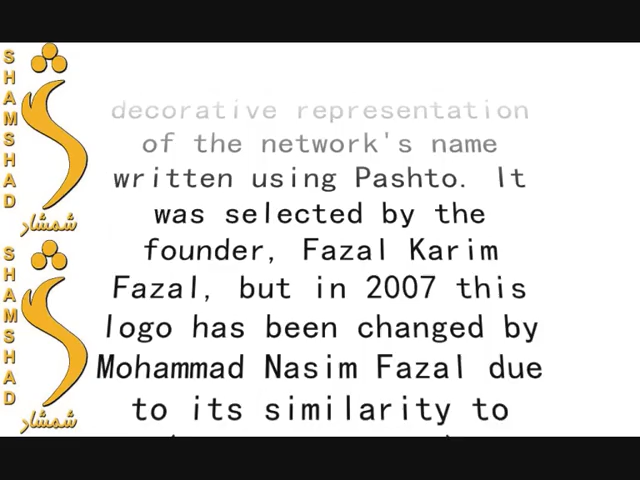 SHAMSHAD
شمشاد
SHAMSHAD
شمشاد
decorative representation
of the network's name
written using Pashto. It
was selected by the
founder, Fazal Karim
Fazal, but in 2007 this
logo has been changed by
Mohammad Nasim Fazal due
to its similarity to